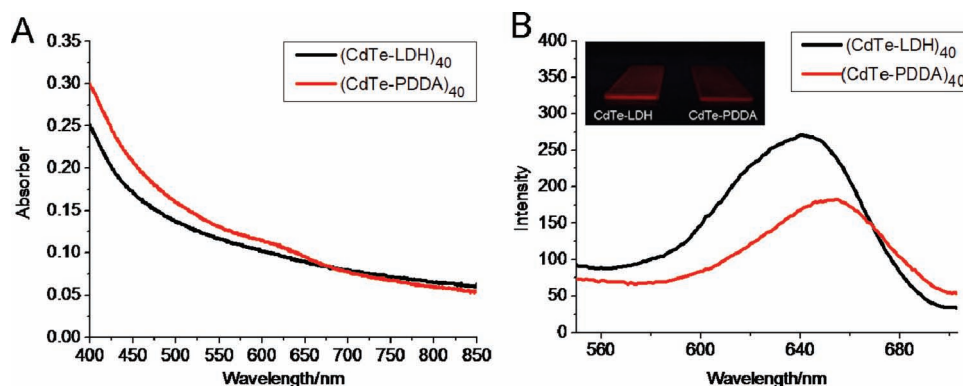 A
0.35
0.30
0.25
0.20
0.15
0.10
0.05
0.00
Absorber
(CdTe-LDH)40
(CdTe-PDDA)40
400 450 500 550 600 650 700 750 800 850
Wavelength/nm
B
400
350
300
250
200
150
100
50
0
Intensity
(CdTe-LDH)40
(CdTe-PDDA)40
CdTe-LDH CdTe-PDDA
560 600 640 680
Wavelength/nm